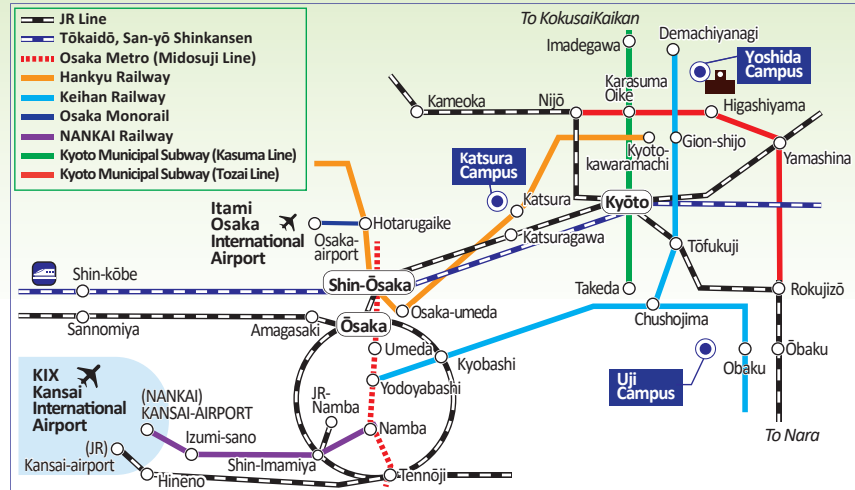 JR Line
Tōkaidō, San-yō Shinkansen
Osaka Metro (Midosuji Line)
Hankyu Railway
Keihan Railway
Osaka Monorail
NANKAI Railway
Kyoto Municipal Subway (Kasuma Line)
Kyoto Municipal Subway (Tozai Line)
To KokusaiKaikan
Imadegawa
Demachiyanagi
Yoshida
Campus
Kameoka
Nijō
Karasuma
Oike
Higashiyama
Gion-shijo
Yamashina
Kyoto-
kawaramachi
Katsura
Campus
Katsura
Kyōto
Katsuragawa
Itami
Osaka
International
Airport
Osaka-
airport
Hotarugaike
Tōfukuji
Shin-kōbe
Shin-Ōsaka
Takeda
Rokujizō
Sannomiya
Amagasaki
Ōsaka
Osaka-umeda
Chushojima
Umeda
Kyobashi
Uji
Campus
Obaku
Ōbaku
KIX
Kansai
International
Airport
(NANKAI)
KANSAI-AIRPORT
Yodoyabashi
JR-
Namba
Namba
Izumi-sano
Shin-Imamiya
(JR)
Kansai-airport
Hineno
Tennōji
To Nara